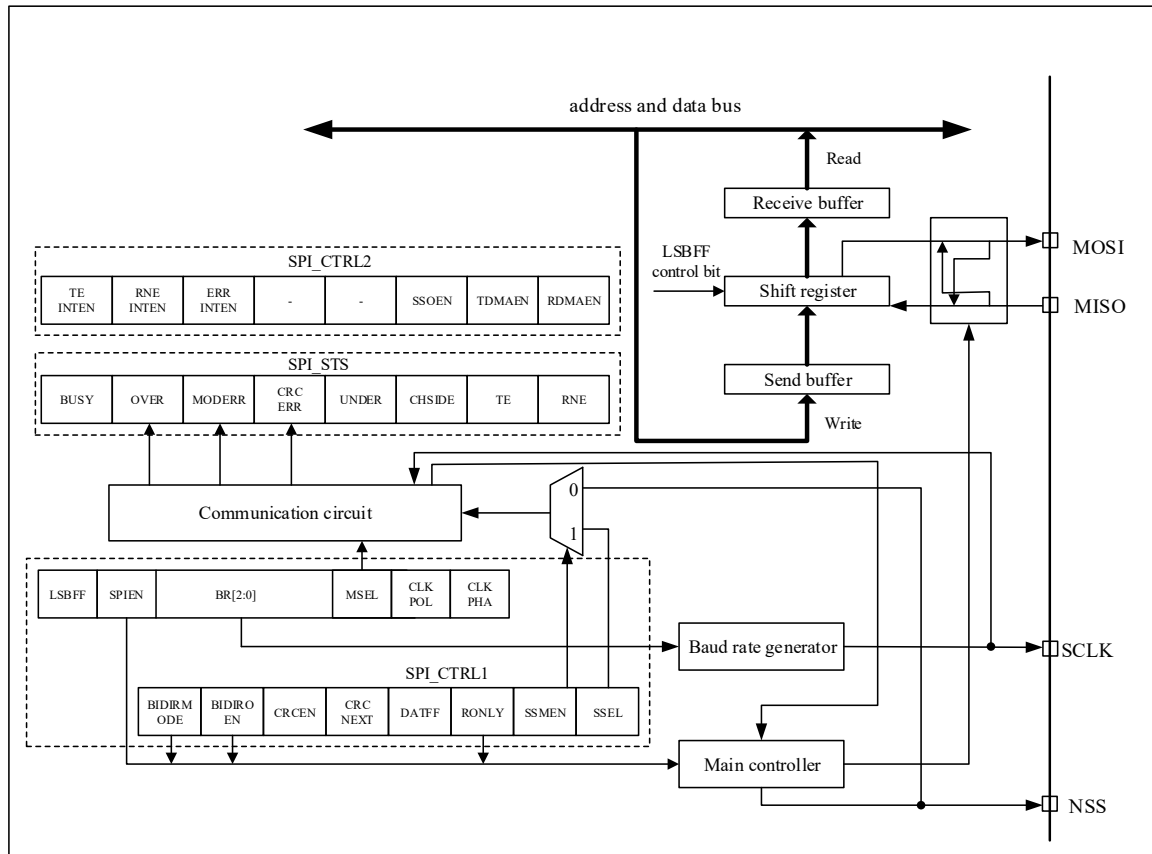 address and data bus
Read
Receive buffer
LSBFF
control bit
Shift register
MOSI
MISO
Send buffer
Write
SPI_CTRL2
TE
INTEN
RNE
INTEN
ERR
INTEN
-
-
SSOEN
TDMAEN
RDMAEN
SPI_STS
BUSY
OVER
MODERR
CRC
ERR
UNDER
CHSIDE
TE
RNE
Communication circuit
0
1
LSBFF
SPIEN
BR[2:0]
MSEL
CLK
POL
CLK
PHA
Baud rate generator
SCLK
SPI_CTRL1
BIDIRM
ODE
BIDIRO
EN
CRCEN
CRC
NEXT
DATFF
RONLY
SSMEN
SSEL
Main controller
NSS